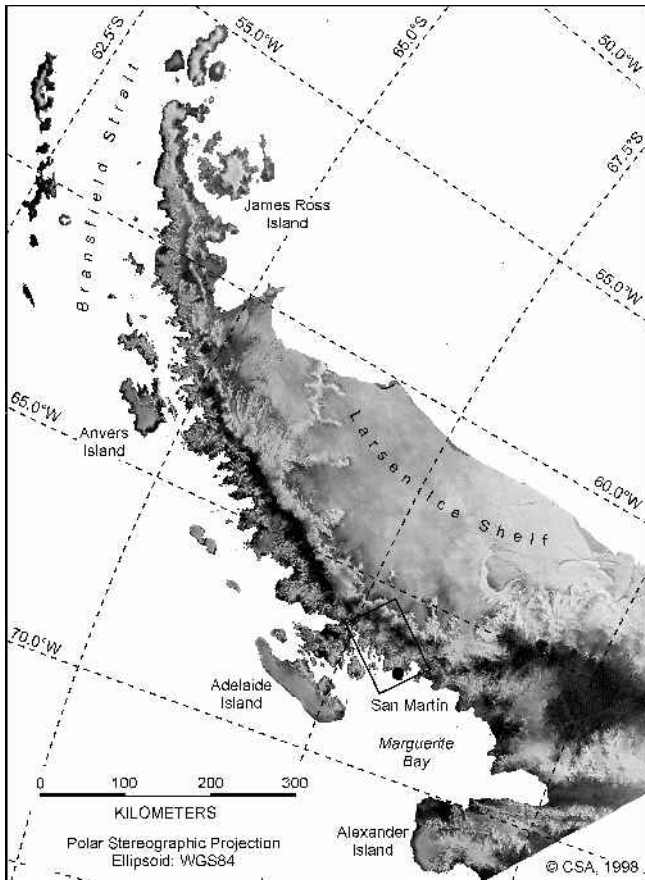 62.5°S
55.0°W
65.0°S
50.0°W
67.5°S
Bransfield Strait
James Ross
Island
55.0°W
65.0°W
Anvers
Island
Larsen Ice Shelf
60.0°W
70.0°W
Adelaide
Island
San Martín
Marguerite
Bay
0 100 200 300
KILOMETERS
Polar Stereographic Projection
Ellipsoid: WGS84
Alexander
Island
© CSA, 1998